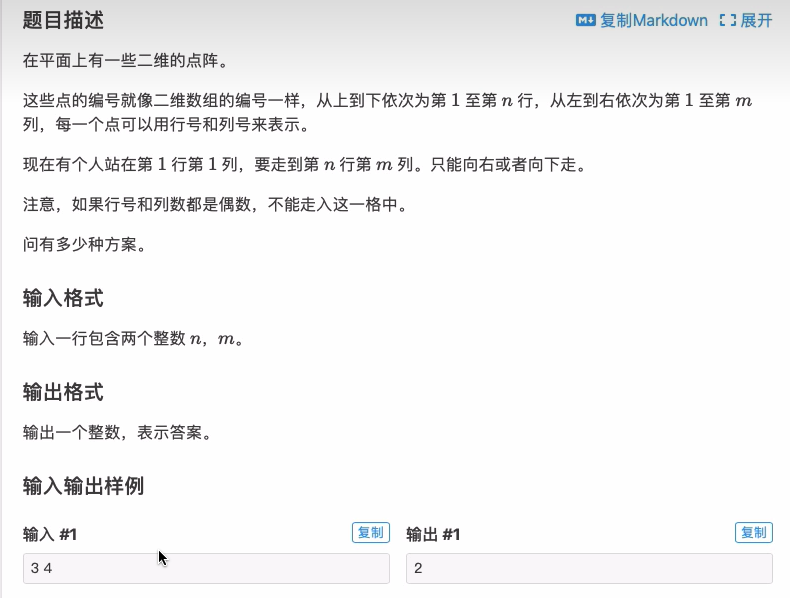 题目描述
复制Markdown 展开
在平面上有一些二维的点阵。
这些点的编号就像二维数组的编号一样，从上到下依次为第 1 至第 n 行，从左到右依次为第 1 至第 m
列，每一个点可以用行号和列号来表示。
现在有个人站在第 1 行第 1 列，要走到第 n 行第 m 列。只能向右或者向下走。
注意，如果行号和列数都是偶数，不能走入这一格中。
问有多少种方案。
输入格式
输入一行包含两个整数 n，m。
输出格式
输出一个整数，表示答案。
输入输出样例
输入 #1
复制
输出 #1
复制
3 4
2